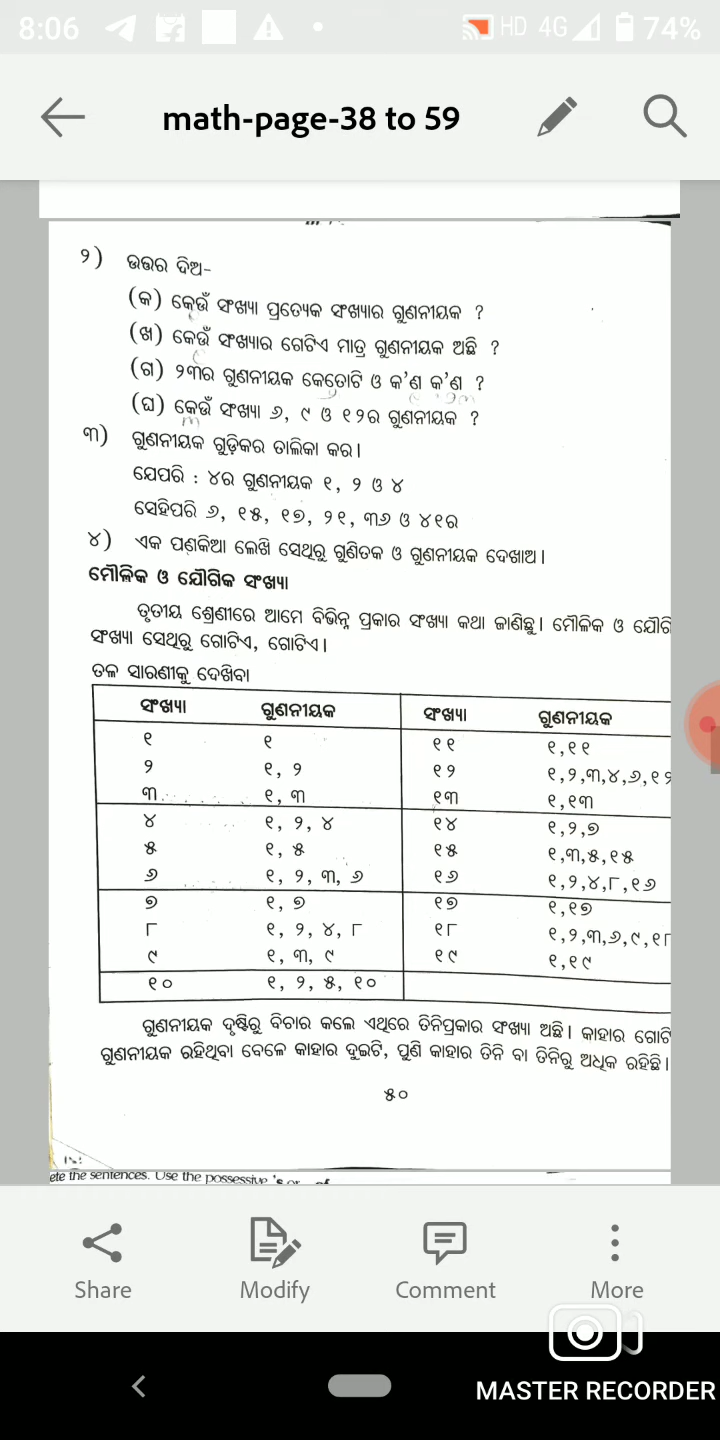 8:06 HD 4G 74%
math-page-38 to 59
୨) ଉତ୍ତର ଦିଅ-
(କ) କେଉଁ ସଂଖ୍ୟା ପ୍ରତ୍ୟେକ ସଂଖ୍ୟାର ଗୁଣନୀୟକ ?
(ଖ) କେଉଁ ସଂଖ୍ୟାର ଗୋଟିଏ ମାତ୍ର ଗୁଣନୀୟକ ଅଛି ?
(ଗ) ୨୩ର ଗୁଣନୀୟକ କେତୋଟି ଓ କ'ଣ କ'ଣ ?
(ଘ) କେଉଁ ସଂଖ୍ୟା ୬, ୯ ଓ ୧୨ର ଗୁଣନୀୟକ ?
୩) ଗୁଣନୀୟକ ଗୁଡ଼ିକର ତାଲିକା କର।
ଯେପରି : ୪ର ଗୁଣନୀୟକ ୧, ୨ ଓ ୪
ସେହିପରି ୬, ୧୫, ୧୭, ୨୧, ୩୬ ଓ ୪୧ର
୪) ଏକ ପଣକିଆ ଲେଖି ସେଥିରୁ ଗୁଣିତକ ଓ ଗୁଣନୀୟକ ଦେଖାଅ।
ମୌଳିକ ଓ ଯୌଗିକ ସଂଖ୍ୟା
ତୃତୀୟ ଶ୍ରେଣୀରେ ଆମେ ବିଭିନ୍ନ ପ୍ରକାର ସଂଖ୍ୟା କଥା ଜାଣିଛୁ। ମୌଳିକ ଓ ଯୌଗି
ସଂଖ୍ୟା ସେଥିରୁ ଗୋଟିଏ, ଗୋଟିଏ।
ତଳ ସାରଣୀକୁ ଦେଖିବା
ସଂଖ୍ୟା ଗୁଣନୀୟକ ସଂଖ୍ୟା ଗୁଣନୀୟକ
୧ ୧ ୧୧ ୧,୧୧
୨ ୧, ୨ ୧୨ ୧,୨,୩,୪,୬,୧୨
୩ ୧, ୩ ୧୩ ୧,୧୩
୪ ୧, ୨, ୪ ୧୪ ୧,୨,୭
୫ ୧, ୫ ୧୫ ୧,୩,୫,୧୫
୬ ୧, ୨, ୩, ୬ ୧୬ ୧,୨,୪,୮,୧୬
୭ ୧, ୭ ୧୭ ୧,୧୭
୮ ୧, ୨, ୪, ୮ ୧୮ ୧,୨,୩,୬,୯,୧୮
୯ ୧, ୩, ୯ ୧୯ ୧,୧୯
୧୦ ୧, ୨, ୫, ୧୦
ଗୁଣନୀୟକ ଦୃଷ୍ଟିରୁ ବିଚାର କଲେ ଏଥିରେ ତିନିପ୍ରକାର ସଂଖ୍ୟା ଅଛି। କାହାର ଗୋଟି
ଗୁଣନୀୟକ ରହିଥିବା ବେଳେ କାହାର ଦୁଇଟି, ପୁଣି କାହାର ତିନି ବା ତିନିରୁ ଅଧିକ ରହିଛି।
୫୦
ete the sentences. Use the possessive 's or of
Share Modify Comment More
MASTER RECORDER